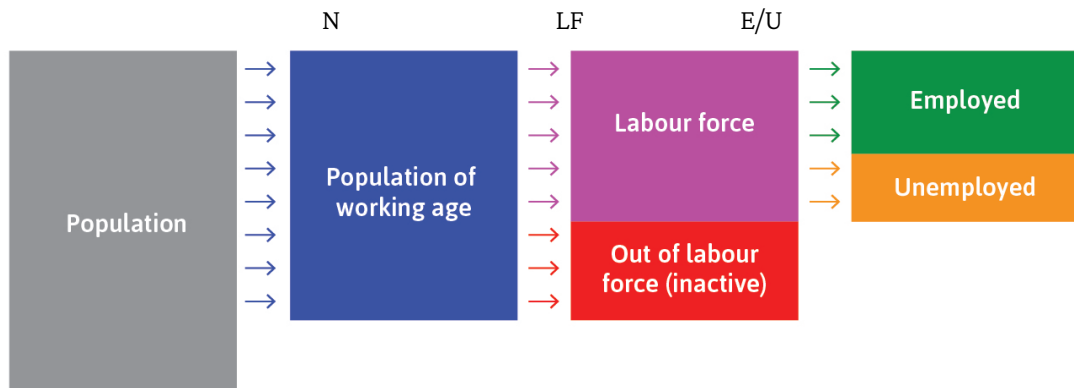 N
LF
E/U
Population
Population of
working age
Labour force
Out of labour
force (inactive)
Employed
Unemployed